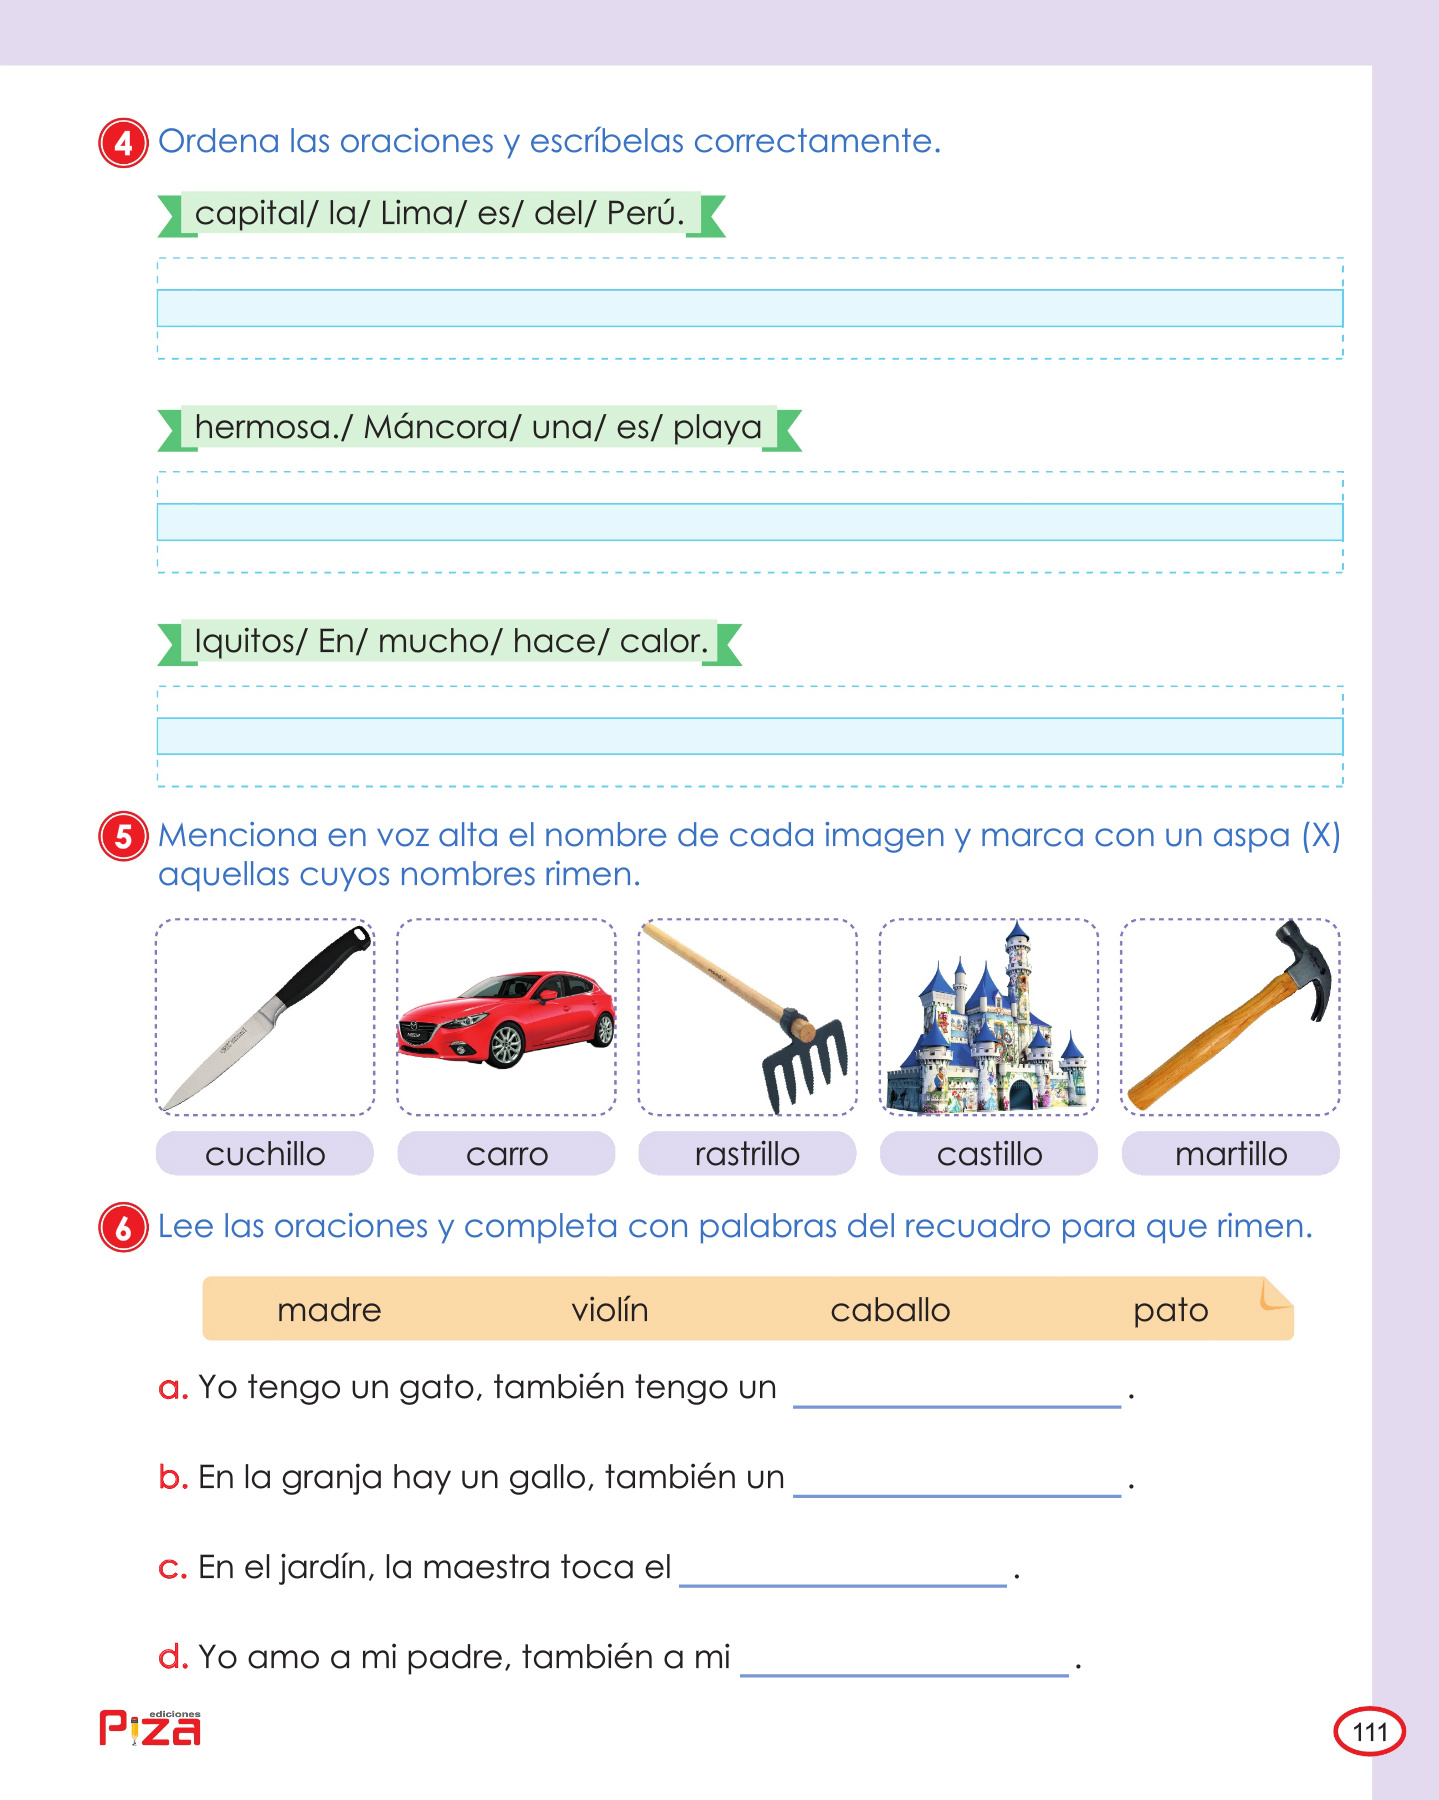 4 Ordena las oraciones y escríbelas correctamente.
capital/ la/ Lima/ es/ del/ Perú.
hermosa./ Máncora/ una/ es/ playa
Iquitos/ En/ mucho/ hace/ calor.
5 Menciona en voz alta el nombre de cada imagen y marca con un aspa (X)
aquellas cuyos nombres rimen.
cuchillo carro rastrillo castillo martillo
6 Lee las oraciones y completa con palabras del recuadro para que rimen.
madre violín caballo pato
a. Yo tengo un gato, también tengo un ____________ .
b. En la granja hay un gallo, también un ____________ .
c. En el jardín, la maestra toca el ____________ .
d. Yo amo a mi padre, también a mi ____________ .
ediciones
Piza
111